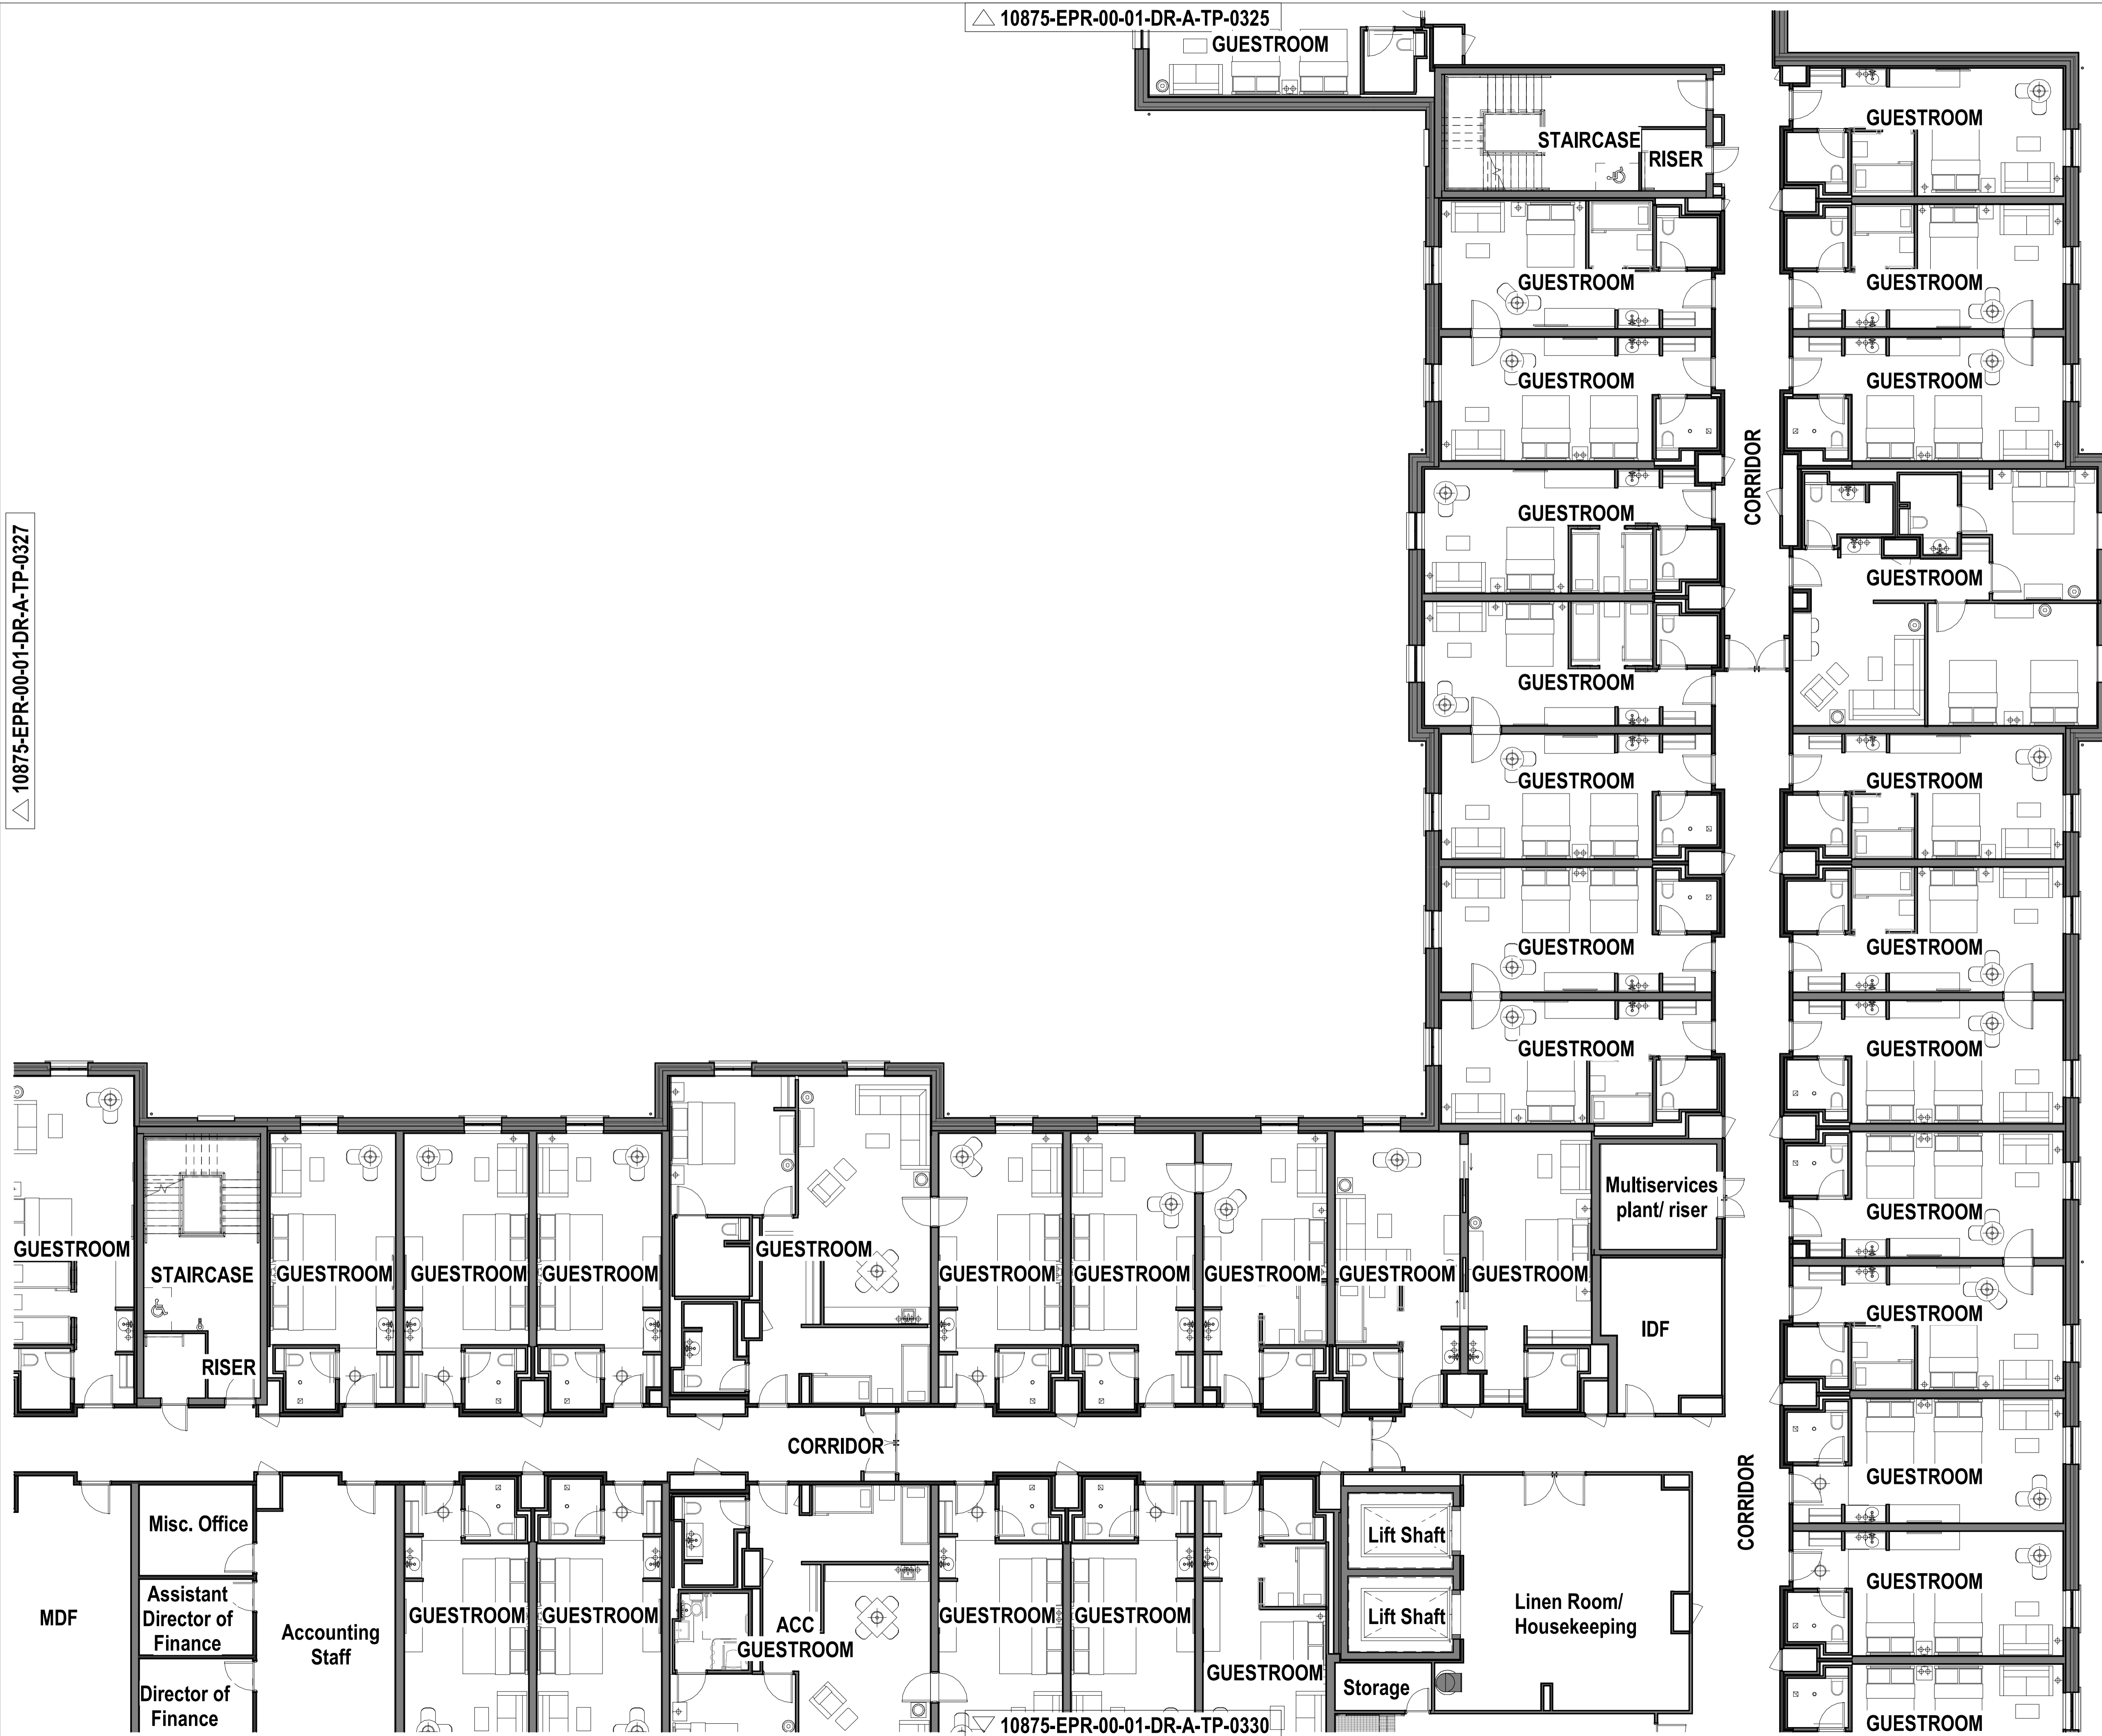 10875-EPR-00-01-DR-A-TP-0325
GUESTROOM
GUESTROOM
STAIRCASE
RISER
GUESTROOM
GUESTROOM
GUESTROOM
GUESTROOM
CORRIDOR
GUESTROOM
GUESTROOM
10875-EPR-00-01-DR-A-TP-0327
GUESTROOM
GUESTROOM
GUESTROOM
GUESTROOM
GUESTROOM
GUESTROOM
GUESTROOM
Multiservices
plant/ riser
GUESTROOM
GUESTROOM
STAIRCASE
GUESTROOM
GUESTROOM
GUESTROOM
GUESTROOM
GUESTROOM
GUESTROOM
GUESTROOM
GUESTROOM
GUESTROOM
GUESTROOM
IDF
RISER
CORRIDOR
CORRIDOR
GUESTROOM
Misc. Office
Lift Shaft
GUESTROOM
MDF
Assistant
Director of
Finance
Accounting
Staff
GUESTROOM
GUESTROOM
ACC
GUESTROOM
GUESTROOM
GUESTROOM
Lift Shaft
Linen Room/
Housekeeping
GUESTROOM
Storage
Director of
Finance
10875-EPR-00-01-DR-A-TP-0330
GUESTROOM